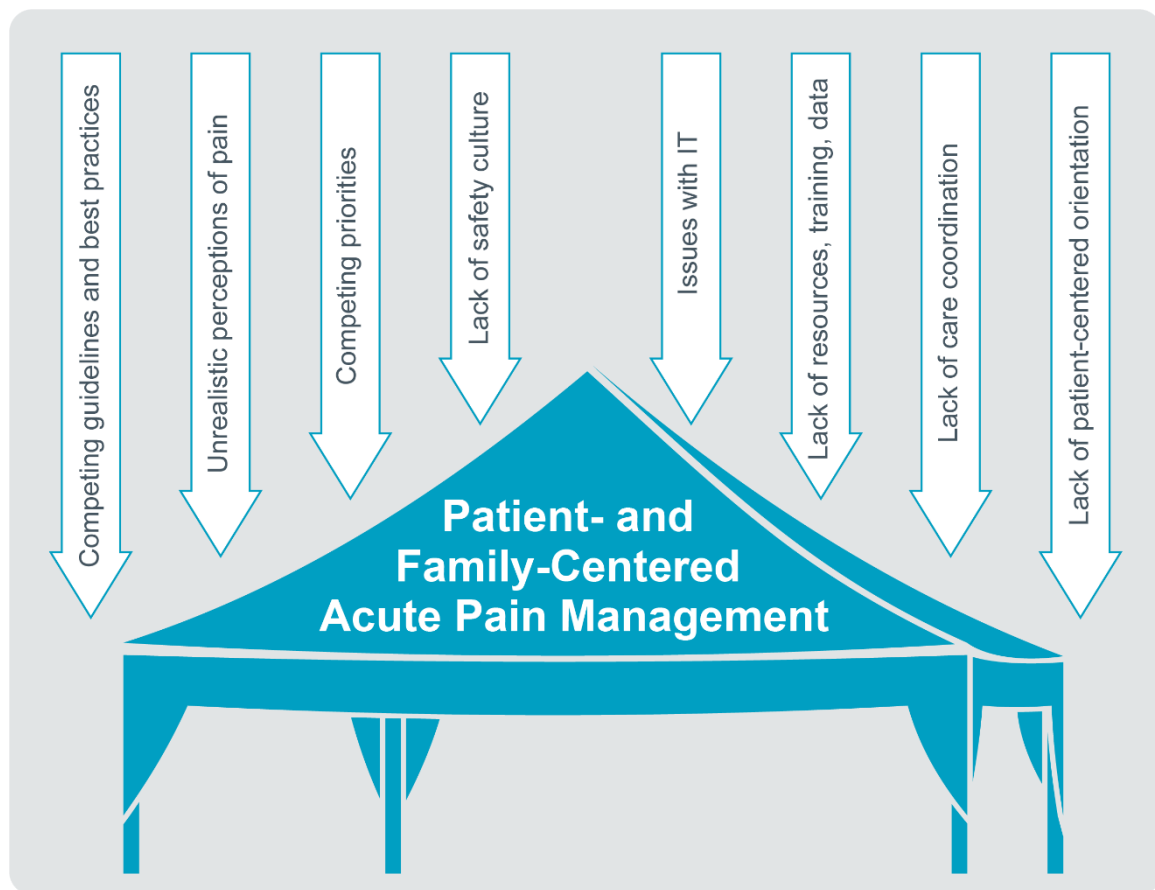 Competing guidelines and best practices
Unrealistic perceptions of pain
Competing priorities
Lack of safety culture
Issues with IT
Lack of resources, training, data
Lack of care coordination
Lack of patient-centered orientation
Patient- and
Family-Centered
Acute Pain Management